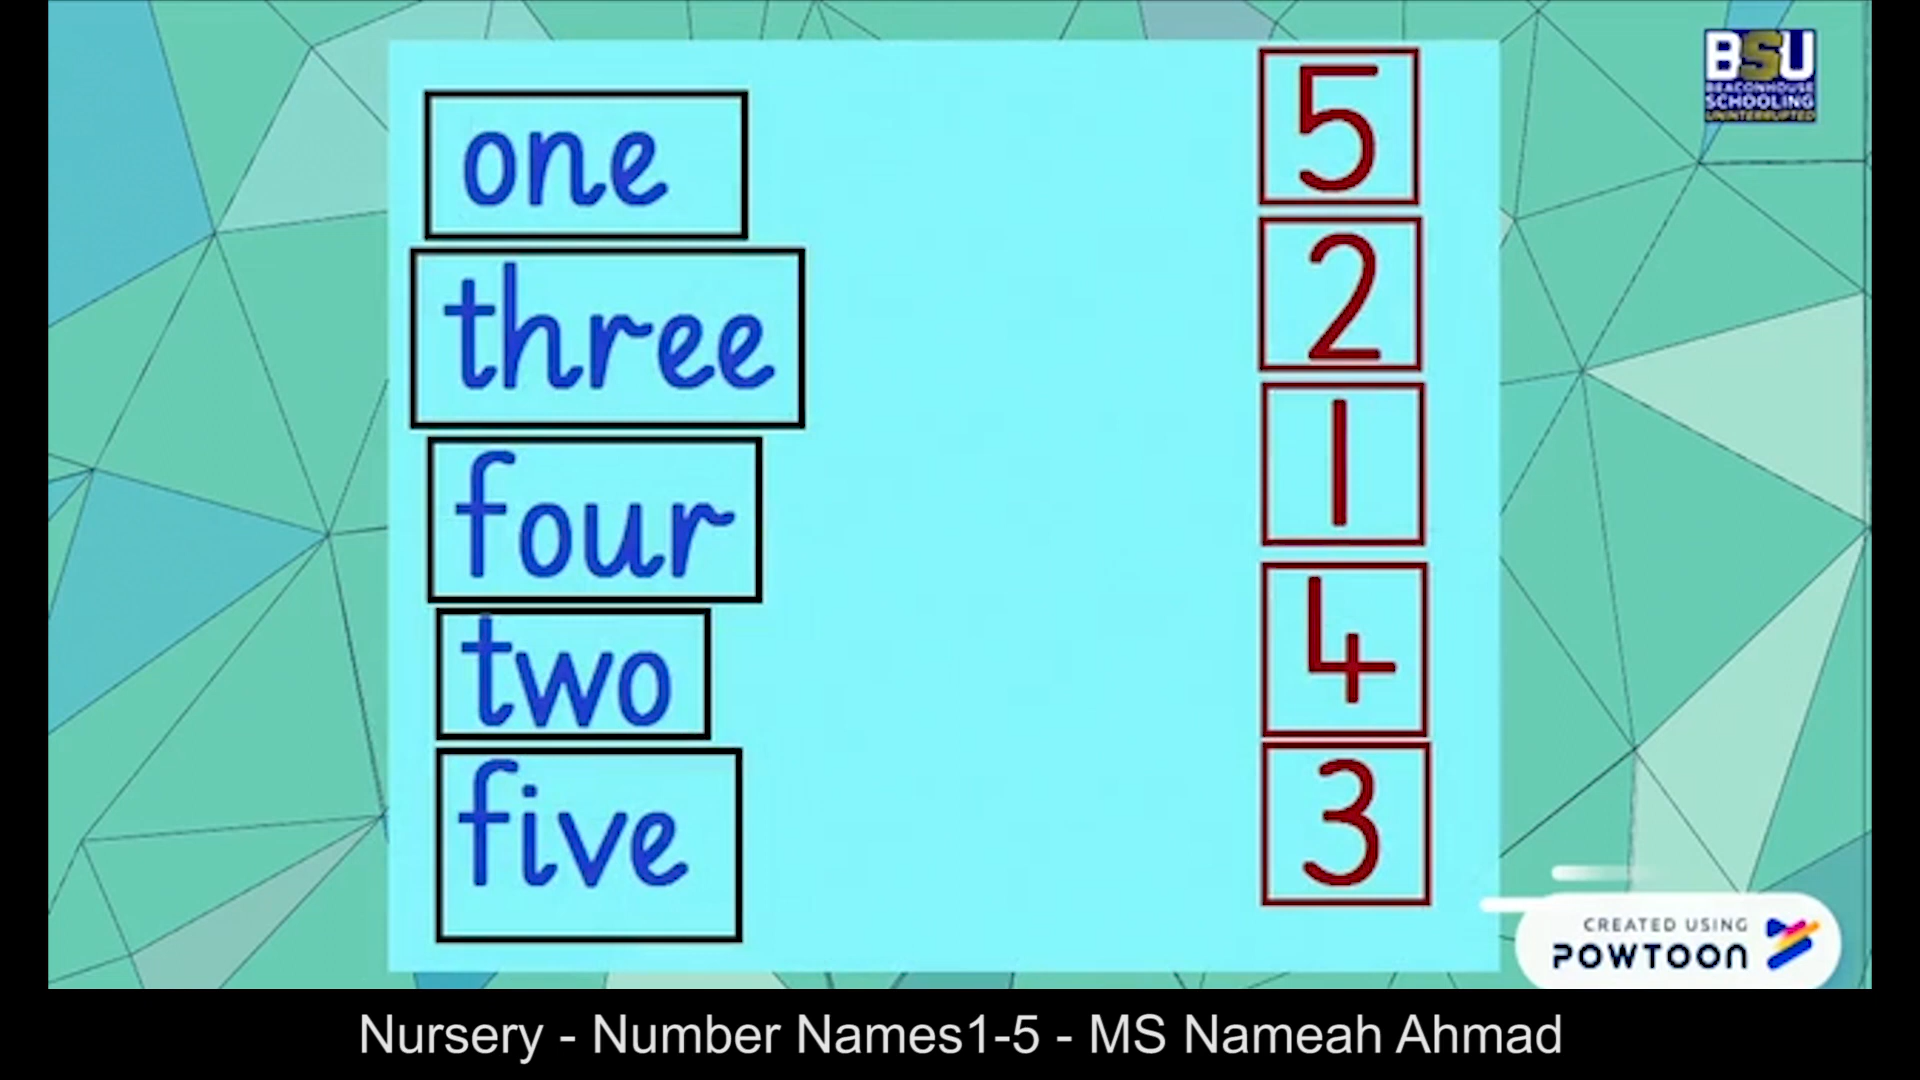 one
three
four
two
five
5
2
1
4
3
BSU
BEACONHOUSE
SCHOOLING
UNINTERRUPTED
CREATED USING
POWTOON
Nursery - Number Names1-5 - MS Nameah Ahmad